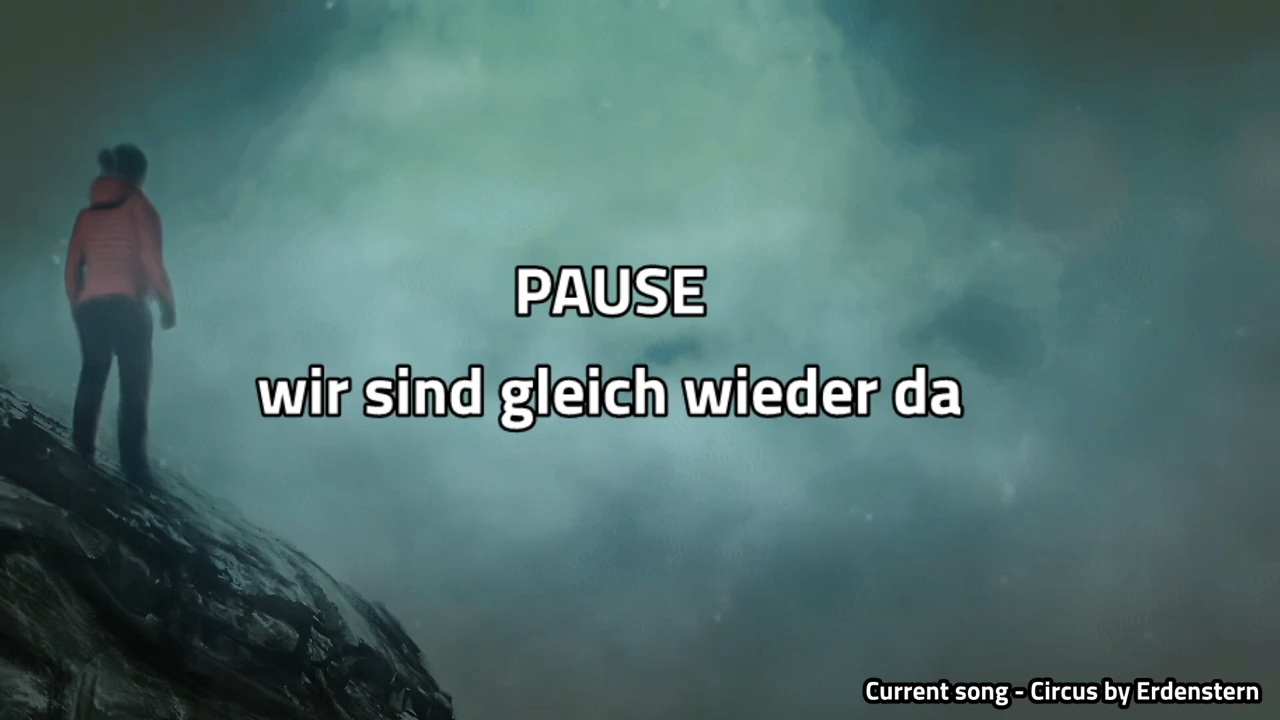 PAUSE
wir sind gleich wieder da
Current song - Circus by Erdenstern